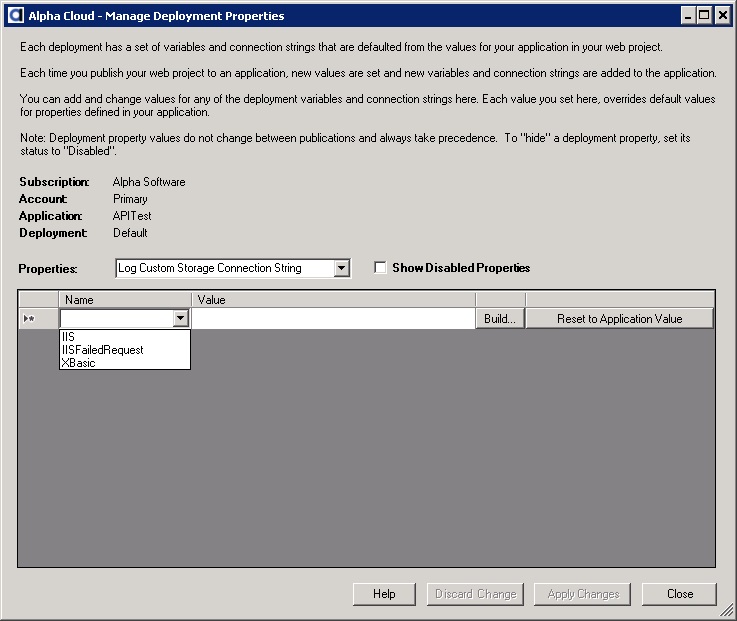 Alpha Cloud - Manage Deployment Properties
Each deployment has a set of variables and connection strings that are defaulted from the values for your application in your web project.
Each time you publish your web project to an application, new values are set and new variables and connection strings are added to the application.
You can add and change values for any of the deployment variables and connection strings here. Each value you set here, overrides default values
for properties defined in your application.
Note: Deployment property values do not change between publications and always take precedence. To "hide" a deployment property, set its
status to "Disabled".
Subscription: Alpha Software
Account: Primary
Application: APITest
Deployment: Default
Properties: Log Custom Storage Connection String Show Disabled Properties
Name Value
Build... Reset to Application Value
IIS
IISFailedRequest
XBasic
Help Discard Change Apply Changes Close